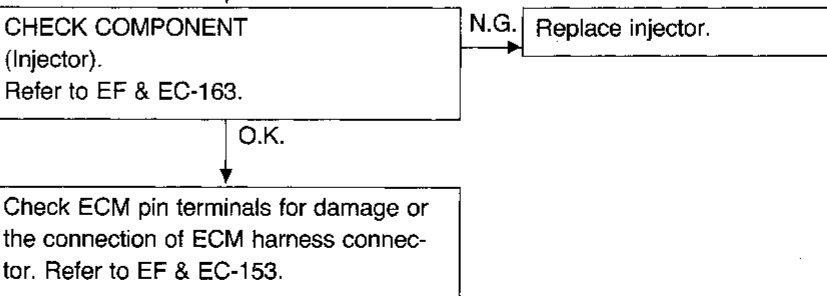 CHECK COMPONENT
(Injector).
Refer to EF & EC-163.
N.G.
Replace injector.
O.K.
Check ECM pin terminals for damage or
the connection of ECM harness connec-
tor. Refer to EF & EC-153.